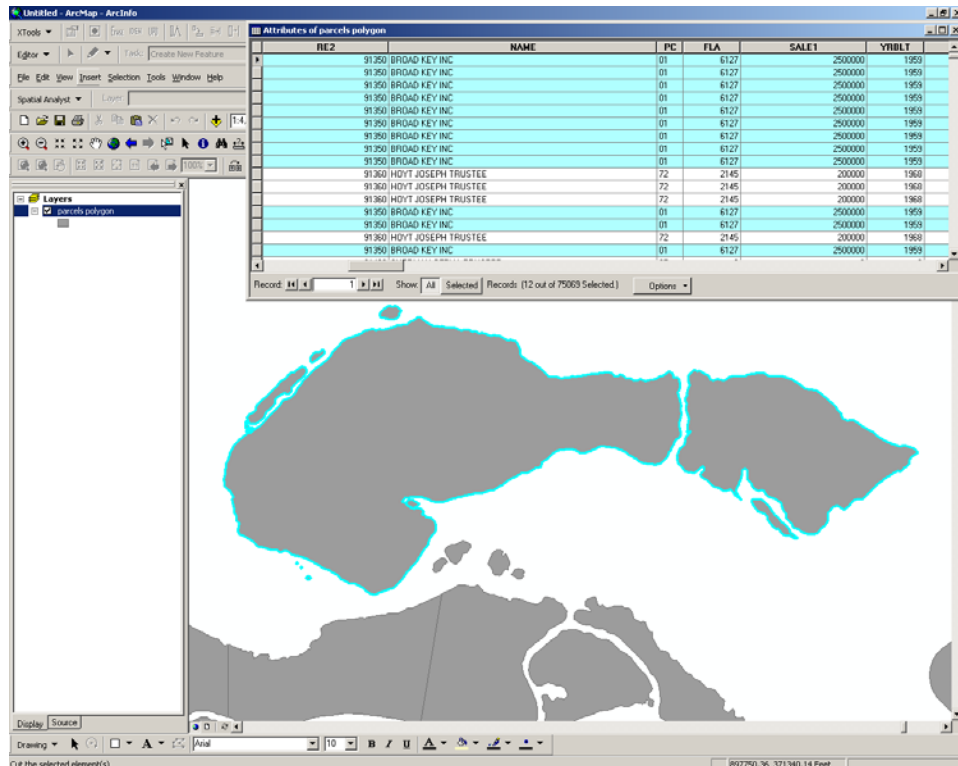 Untitled - ArcMap - ArcInfo
XTools
Editor Task: Create New Feature
File Edit View Insert Selection Tools Window Help
Spatial Analyst Layer:
1:4,
100%
Layers
parcels polygon
Display Source
Attributes of parcels polygon
RE2 NAME PC FLA SALE1 YRBLT
91350 BROAD KEY INC 01 6127 2500000 1959
91350 BROAD KEY INC 01 6127 2500000 1959
91350 BROAD KEY INC 01 6127 2500000 1959
91350 BROAD KEY INC 01 6127 2500000 1959
91350 BROAD KEY INC 01 6127 2500000 1959
91350 BROAD KEY INC 01 6127 2500000 1959
91350 BROAD KEY INC 01 6127 2500000 1959
91350 BROAD KEY INC 01 6127 2500000 1959
91350 BROAD KEY INC 01 6127 2500000 1959
91360 HOYT JOSEPH TRUSTEE 72 2145 200000 1968
91360 HOYT JOSEPH TRUSTEE 72 2145 200000 1968
91360 HOYT JOSEPH TRUSTEE 72 2145 200000 1968
91350 BROAD KEY INC 01 6127 2500000 1959
91350 BROAD KEY INC 01 6127 2500000 1959
91360 HOYT JOSEPH TRUSTEE 72 2145 200000 1968
91350 BROAD KEY INC 01 6127 2500000 1959
Record: 1 Show: All Selected Records (12 out of 75069 Selected.) Options
Drawing A Arial 10 B I U A
Cut the selected element(s) 897750.36 371340.14 Feet